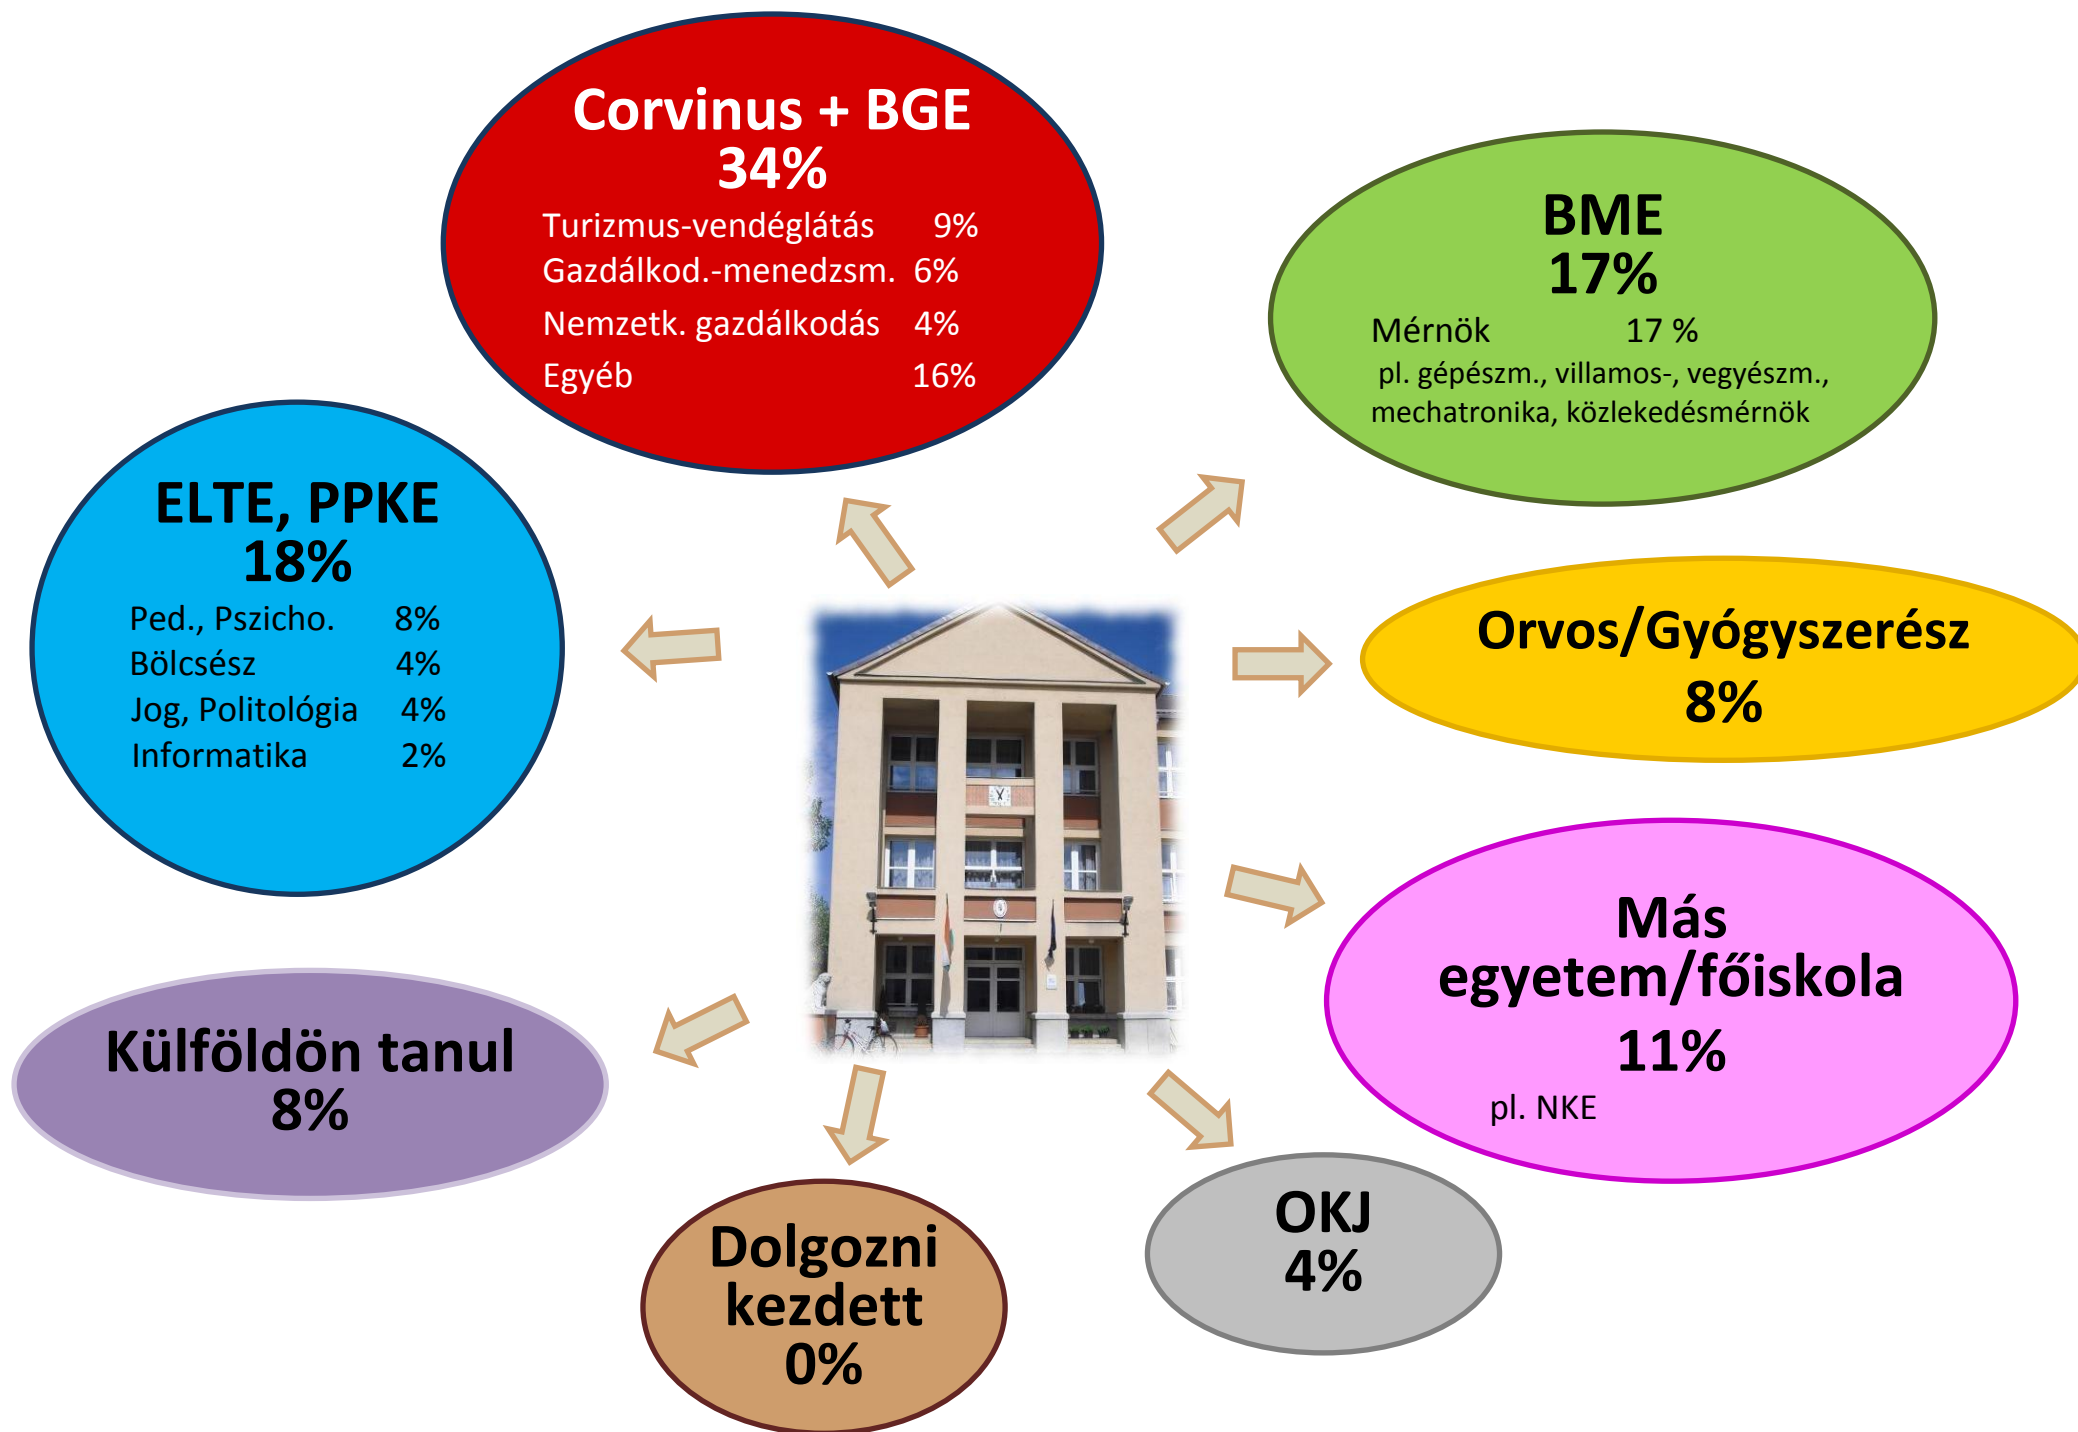 Corvinus + BGE
34%
Turizmus-vendéglátás 9%
Gazdálkod.-menedzsm. 6%
Nemzetk. gazdálkodás 4%
Egyéb 16%
BME
17%
Mérnök 17 %
pl. gépészm., villamos-, vegyészm.,
mechatronika, közlekedésmérnök
ELTE, PPKE
18%
Ped., Pszicho. 8%
Bölcsész 4%
Jog, Politológia 4%
Informatika 2%
Orvos/Gyógyszerész
8%
Más
egyetem/főiskola
11%
pl. NKE
Külföldön tanul
8%
OKJ
4%
Dolgozni
kezdett
0%